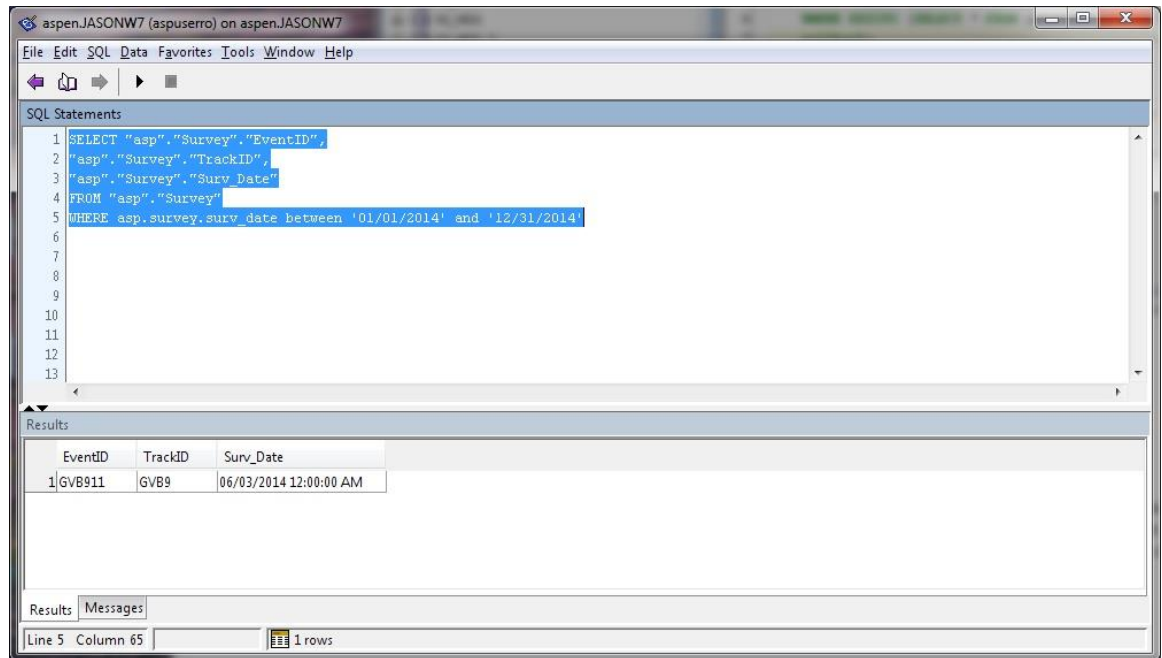 aspen.JASONW7 (aspuserro) on aspen.JASONW7
File Edit SQL Data Favorites Tools Window Help
SQL Statements
1 SELECT "asp"."Survey"."EventID",
2 "asp"."Survey"."TrackID",
3 "asp"."Survey"."Surv_Date"
4 FROM "asp"."Survey"
5 WHERE asp.survey.surv_date between '01/01/2014' and '12/31/2014'
6
7
8
9
10
11
12
13
Results
EventID TrackID Surv_Date
1 GVB911 GVB9 06/03/2014 12:00:00 AM
Results Messages
Line 5 Column 65 1 rows